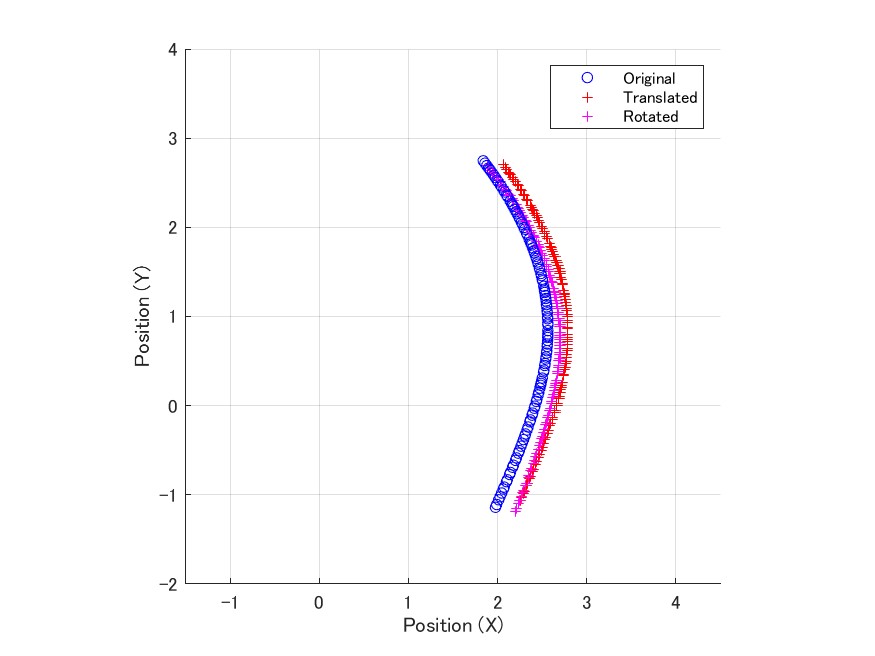 4
3
2
1
0
−1
−2
Position (Y)
Original
Translated
Rotated
−1 0 1 2 3 4
Position (X)